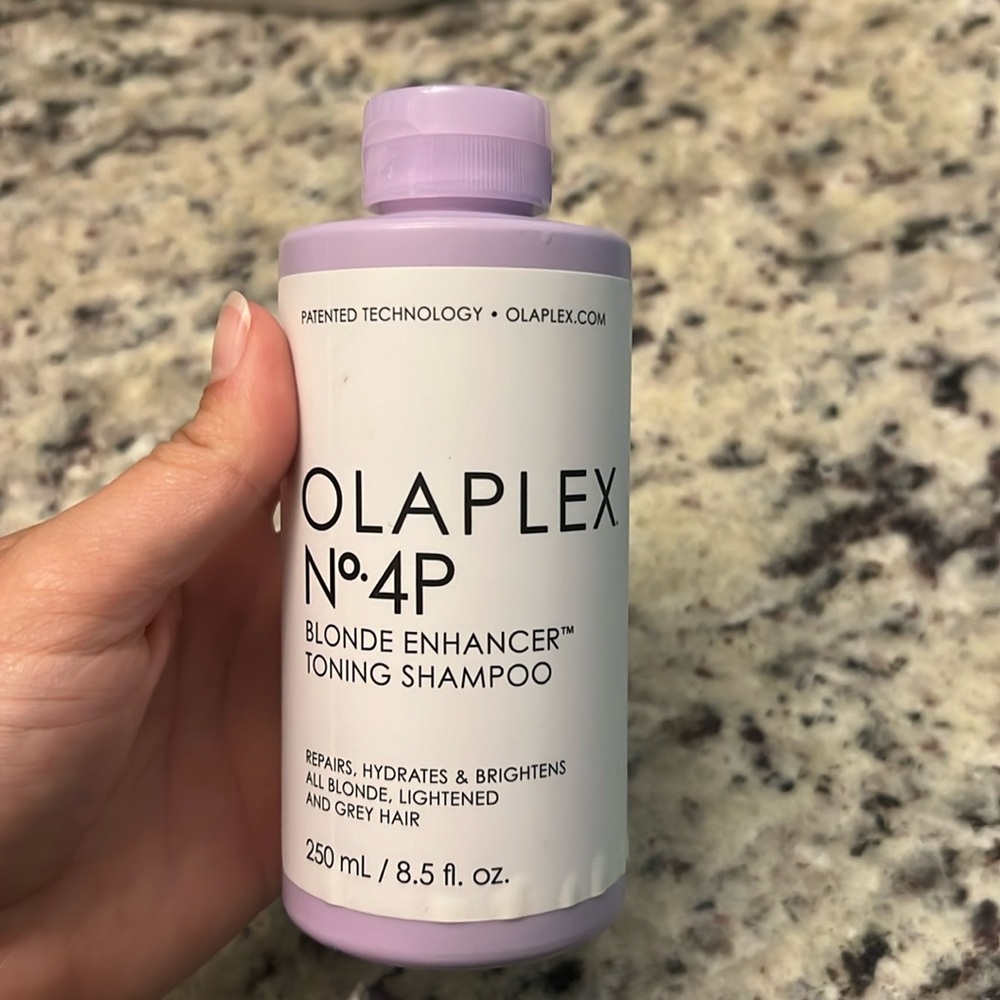 PATENTED TECHNOLOGY • OLAPLEX.COM
OLAPLEX.
Nº.4P
BLONDE ENHANCER™
TONING SHAMPOO
REPAIRS, HYDRATES & BRIGHTENS
ALL BLONDE, LIGHTENED
AND GREY HAIR
250 mL / 8.5 fl. oz.